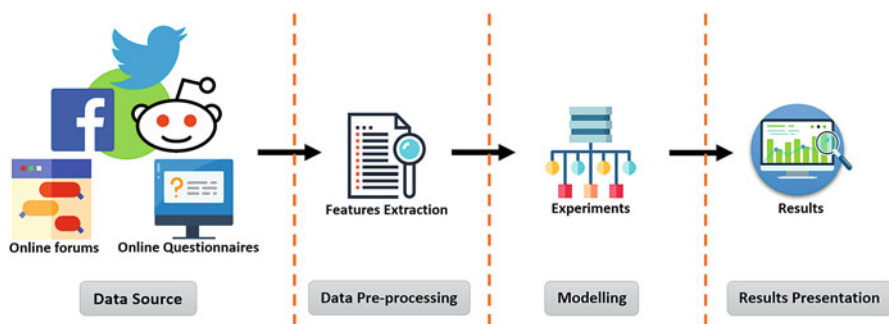 Online forums
Online Questionnaires
Features Extraction
Experiments
Results
Data Source
Data Pre-processing
Modelling
Results Presentation